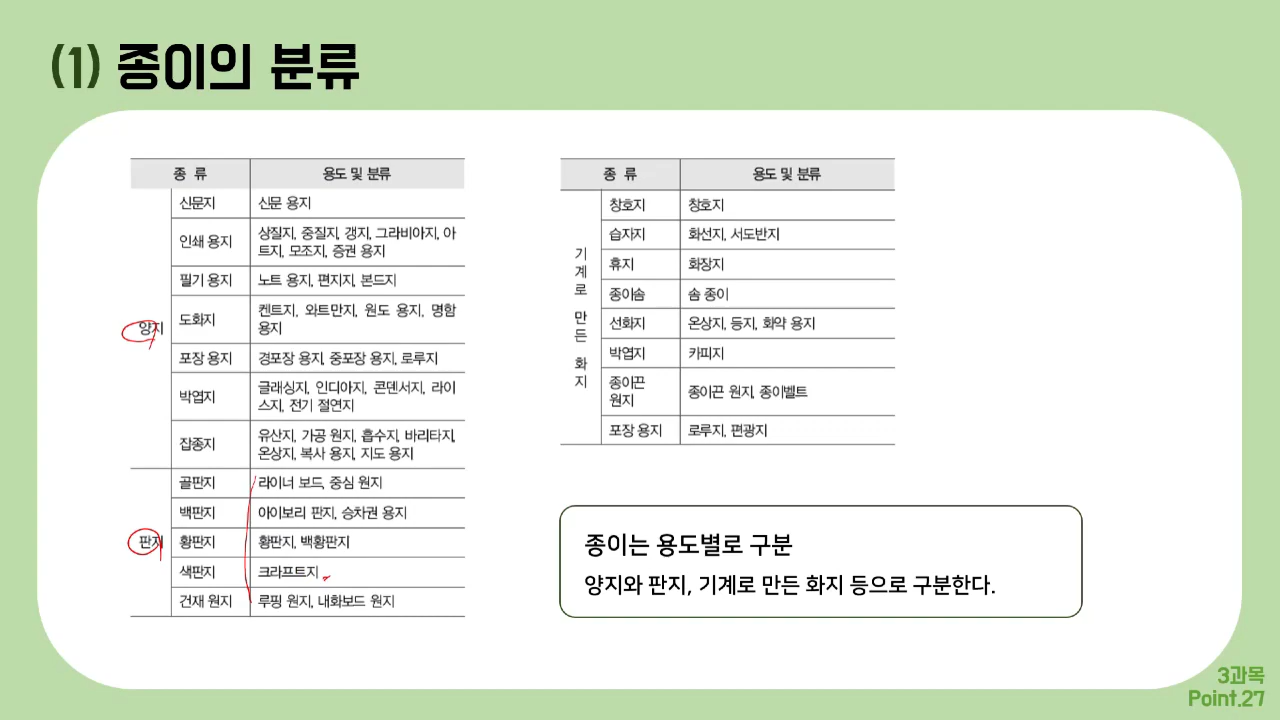 (1) 종이의 분류
종 류 용도 및 분류
양지
신문지 신문 용지
인쇄 용지 상질지, 중질지, 갱지, 그라비아지, 아
트지, 모조지, 증권 용지
필기 용지 노트 용지, 편지지, 본드지
도화지 켄트지, 와트만지, 원도 용지, 명함
용지
포장 용지 경포장 용지, 중포장 용지, 로루지
박엽지 글래싱지, 인디아지, 콘덴서지, 라이
스지, 전기 절연지
잡종지 유산지, 가공 원지, 흡수지, 바리타지,
온상지, 복사 용지, 지도 용지
판지
골판지 라이너 보드, 중심 원지
백판지 아이보리 판지, 승차권 용지
황판지 황판지, 백황판지
색판지 크라프트지
건재 원지 루핑 원지, 내화보드 원지
종 류 용도 및 분류
기계로 만든 화지
창호지 창호지
습자지 화선지, 서도반지
휴지 화장지
종이솜 솜 종이
선화지 온상지, 등지, 화약 용지
박엽지 카피지
종이끈
원지 종이끈 원지, 종이벨트
포장 용지 로루지, 편광지
종이는 용도별로 구분
양지와 판지, 기계로 만든 화지 등으로 구분한다.
3과목
Point.27